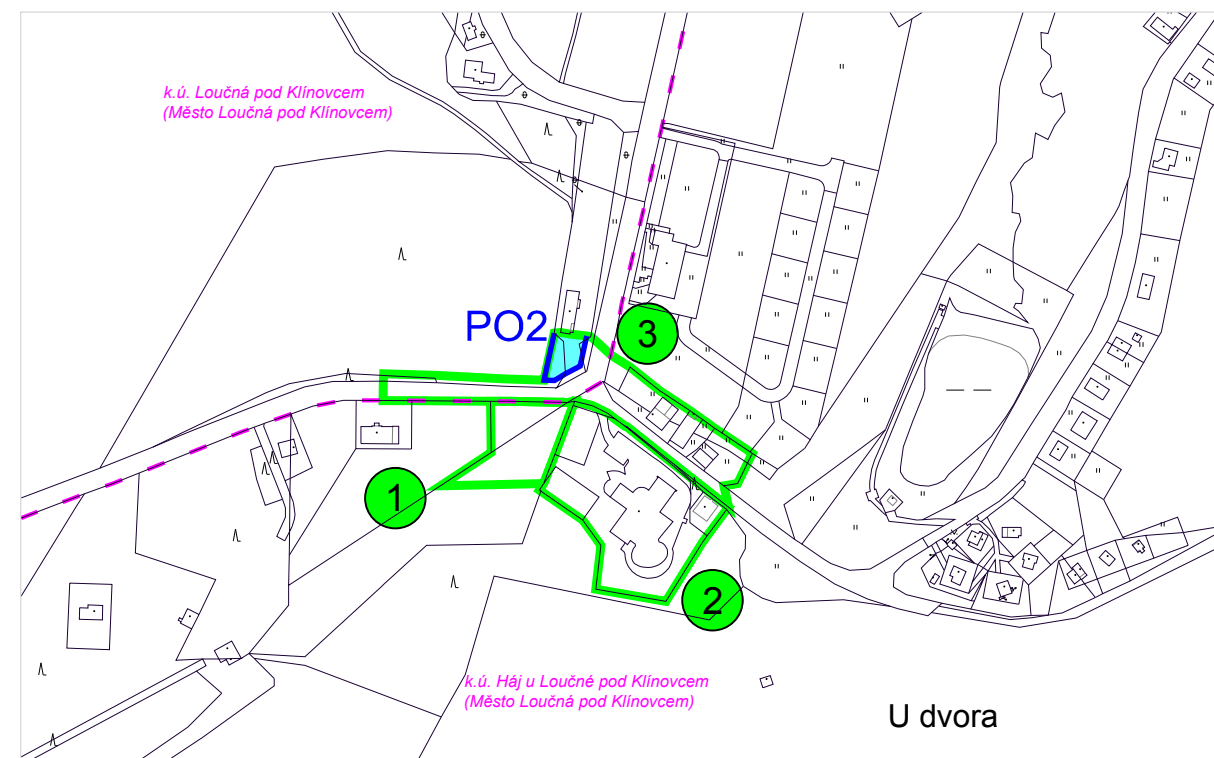 k.ú. Loučná pod Klínovcem
(Město Loučná pod Klínovcem)
PO2
3
1
2
k.ú. Háj u Loučné pod Klínovcem
(Město Loučná pod Klínovcem)
U dvora